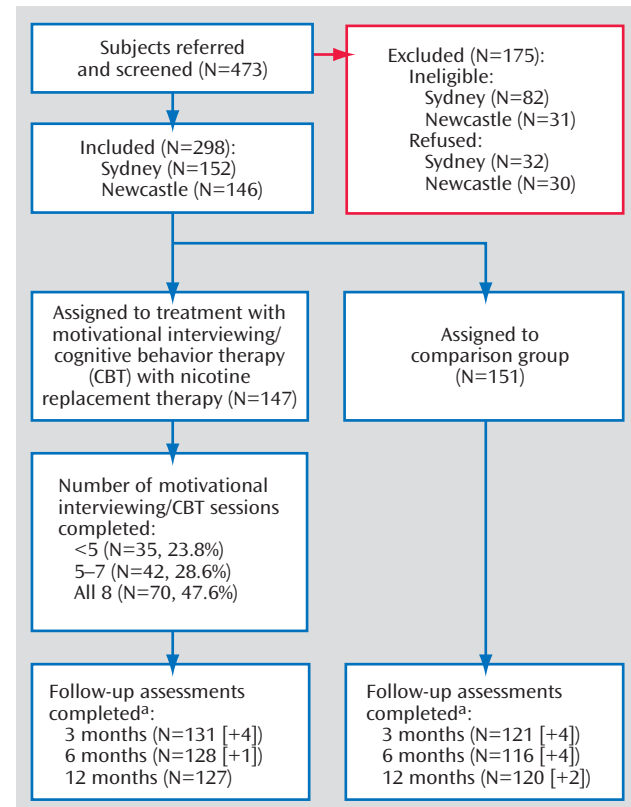 Subjects referred
and screened (N=473)
Excluded (N=175):
Ineligible:
Sydney (N=82)
Newcastle (N=31)
Refused:
Sydney (N=32)
Newcastle (N=30)
Included (N=298):
Sydney (N=152)
Newcastle (N=146)
Assigned to treatment with
motivational interviewing/
cognitive behavior therapy
(CBT) with nicotine
replacement therapy (N=147)
Assigned to
comparison group
(N=151)
Number of motivational
interviewing/CBT sessions
completed:
<5 (N=35, 23.8%)
5–7 (N=42, 28.6%)
All 8 (N=70, 47.6%)
Follow-up assessments
completedᵃ:
3 months (N=131 [+4])
6 months (N=128 [+1])
12 months (N=127)
Follow-up assessments
completedᵃ:
3 months (N=121 [+4])
6 months (N=116 [+4])
12 months (N=120 [+2])